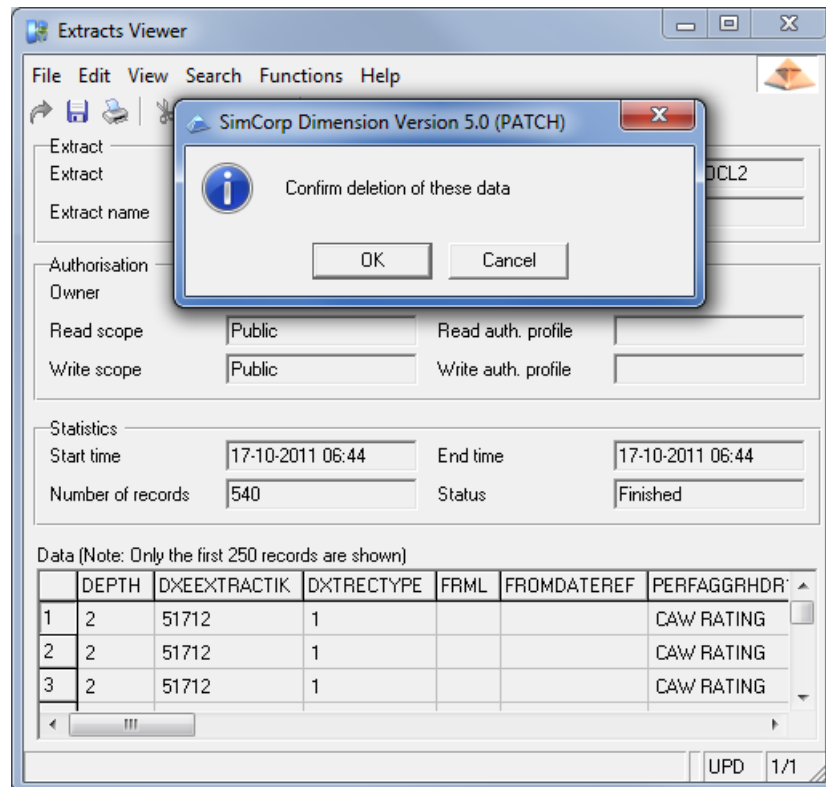 Extracts Viewer
File Edit View Search Functions Help
SimCorp Dimension Version 5.0 (PATCH)
Confirm deletion of these data
OK Cancel
Extract
Extract DCL2
Extract name
Authorisation
Owner
Read scope Public Read auth. profile
Write scope Public Write auth. profile
Statistics
Start time 17-10-2011 06:44 End time 17-10-2011 06:44
Number of records 540 Status Finished
Data (Note: Only the first 250 records are shown)
DEPTH DXEEXTRACTIK DXTRECTYPE FRML FROMDATEREF PERFAGGRHDR
1 2 51712 1 CAW RATING
2 2 51712 1 CAW RATING
3 2 51712 1 CAW RATING
UPD 1/1